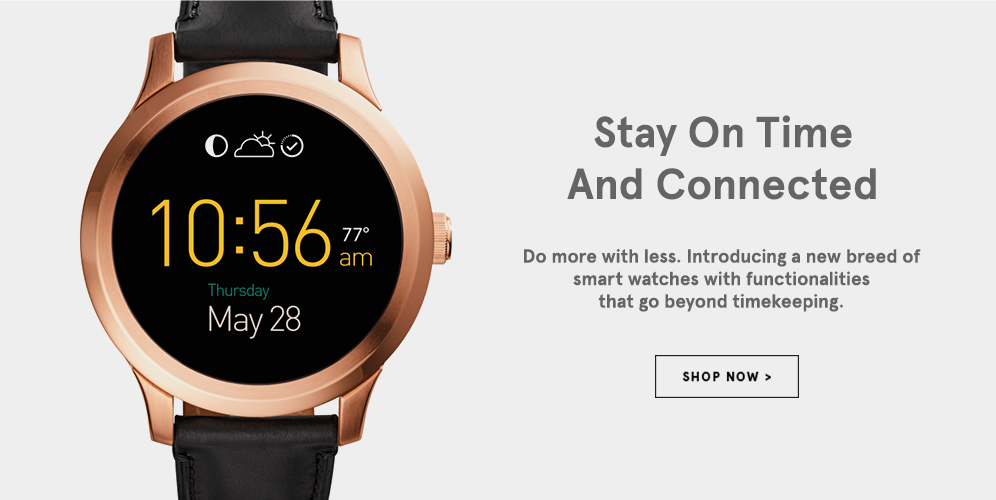 10:56
77°
am
Thursday
May 28
Stay On Time
And Connected
Do more with less. Introducing a new breed of
smart watches with functionalities
that go beyond timekeeping.
SHOP NOW >